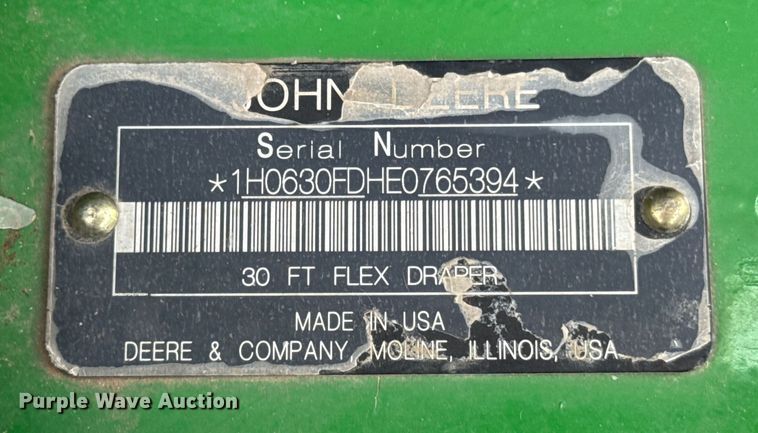 JOHN DEERE
Serial Number
*1H0630FDHE0765394*
30 FT FLEX DRAPER
MADE IN USA
DEERE & COMPANY, MOLINE, ILLINOIS, USA
Purple Wave Auction